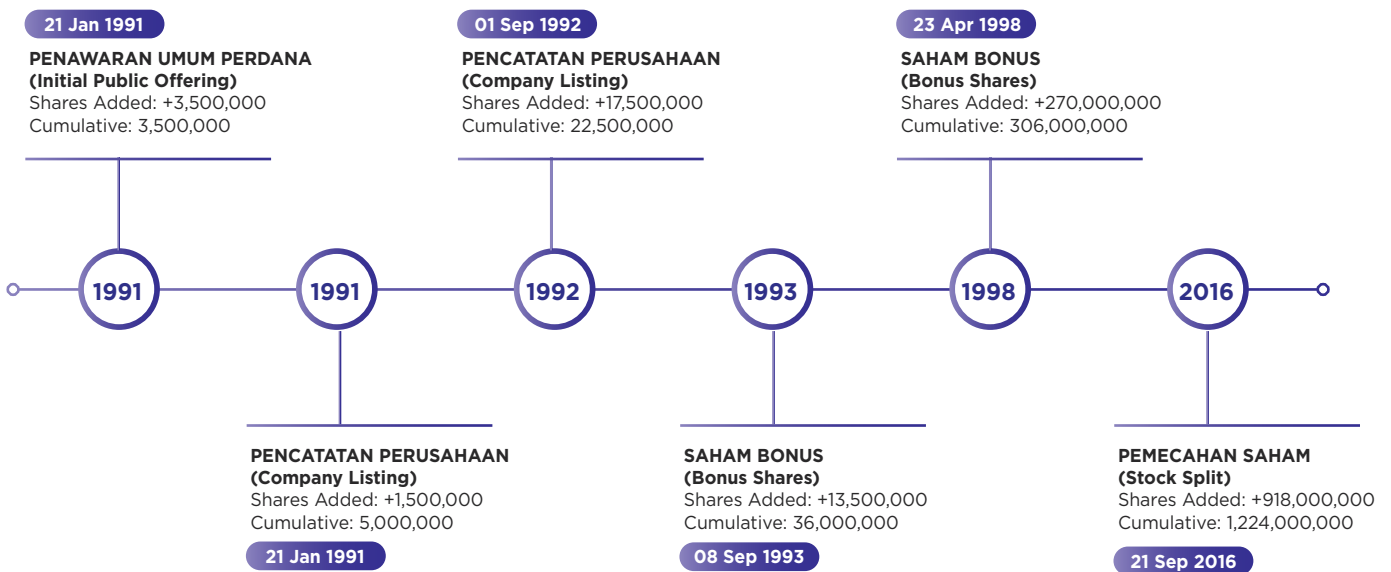 21 Jan 1991
PENAWARAN UMUM PERDANA
(Initial Public Offering)
Shares Added: +3,500,000
Cumulative: 3,500,000
01 Sep 1992
PENCATATAN PERUSAHAAN
(Company Listing)
Shares Added: +17,500,000
Cumulative: 22,500,000
23 Apr 1998
SAHAM BONUS
(Bonus Shares)
Shares Added: +270,000,000
Cumulative: 306,000,000
1991
1991
1992
1993
1998
2016
PENCATATAN PERUSAHAAN
(Company Listing)
Shares Added: +1,500,000
Cumulative: 5,000,000
21 Jan 1991
SAHAM BONUS
(Bonus Shares)
Shares Added: +13,500,000
Cumulative: 36,000,000
08 Sep 1993
PEMECAHAN SAHAM
(Stock Split)
Shares Added: +918,000,000
Cumulative: 1,224,000,000
21 Sep 2016